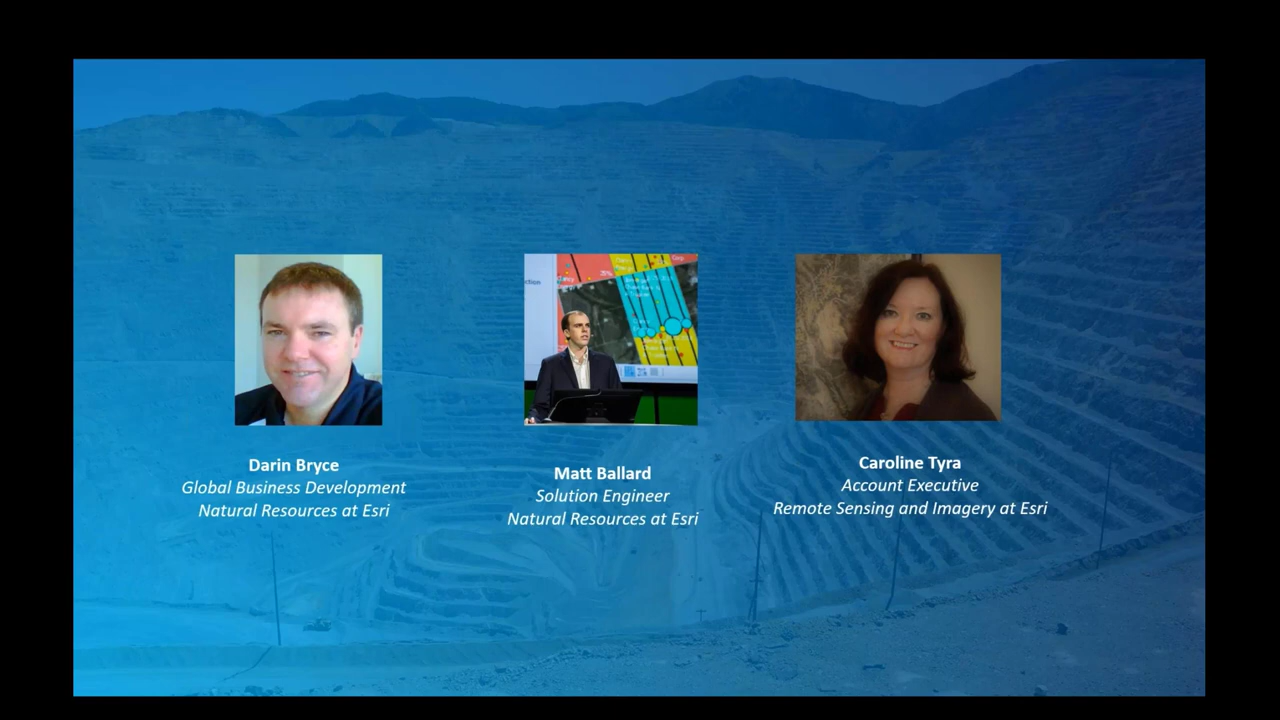 Darin Bryce
Global Business Development
Natural Resources at Esri
Matt Ballard
Solution Engineer
Natural Resources at Esri
Caroline Tyra
Account Executive
Remote Sensing and Imagery at Esri